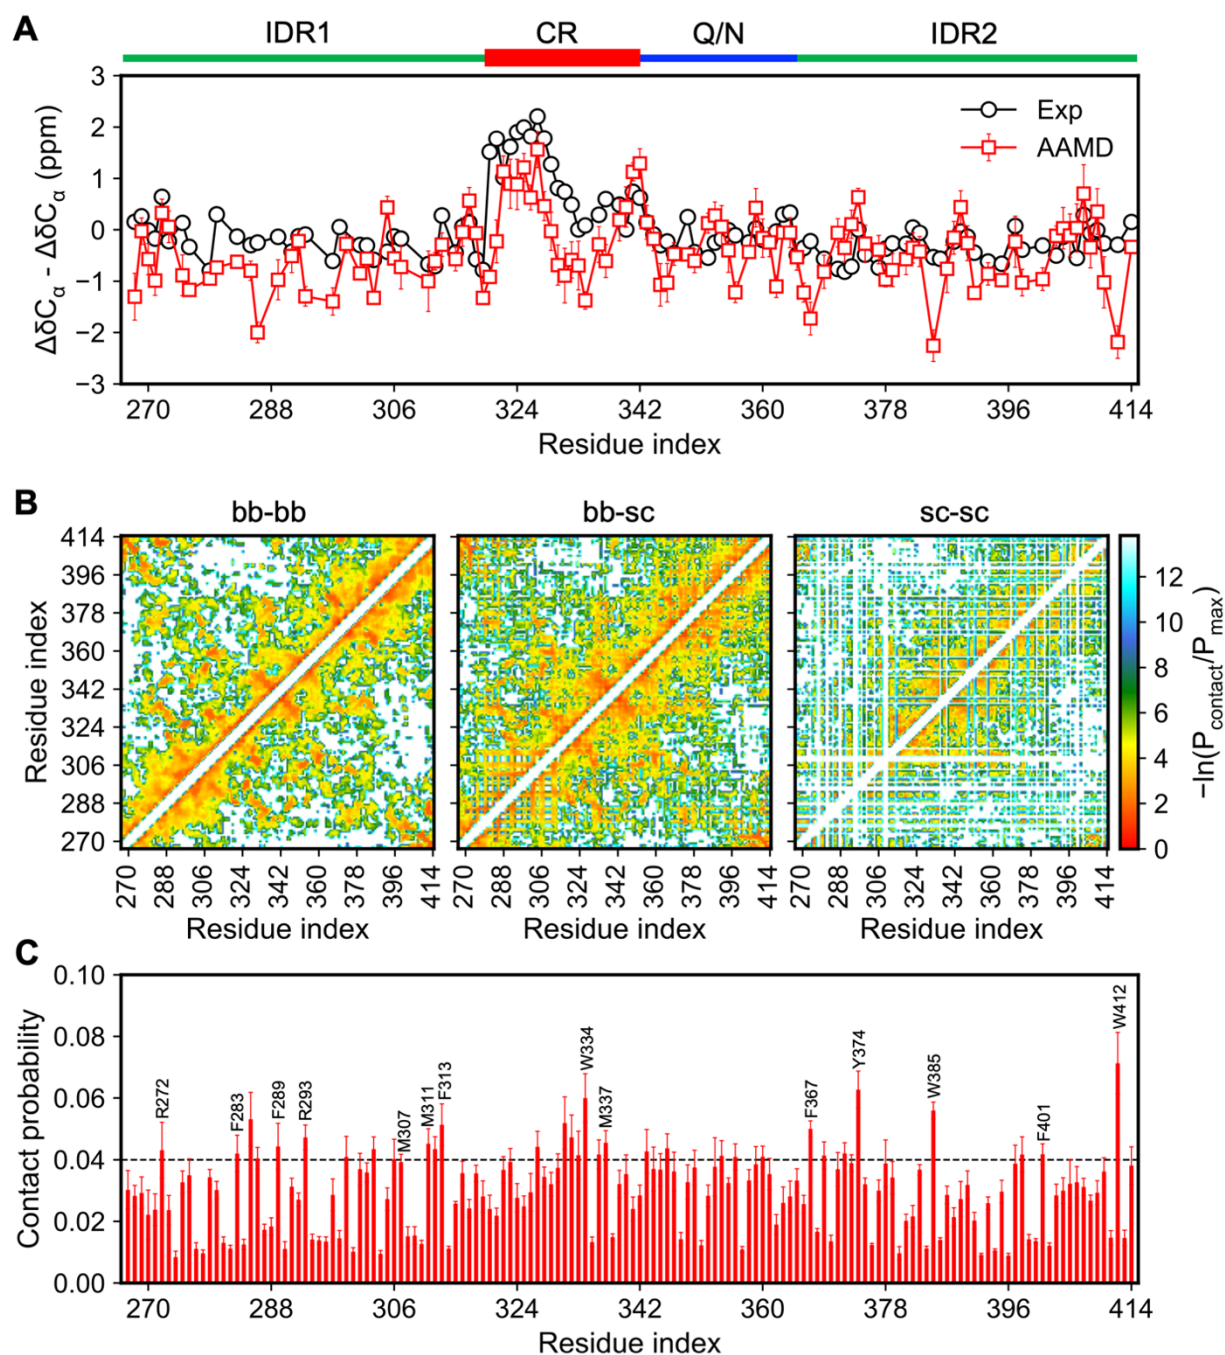 A
IDR1 CR Q/N IDR2
ΔδCα - ΔδCβ (ppm)
3
2
1
0
−1
−2
−3
Exp
AAMD
270 288 306 324 342 360 378 396 414
Residue index
B
bb-bb bb-sc sc-sc
Residue index
414
396
378
360
342
324
306
288
270
270 288 306 324 342 360 378 396 414
270 288 306 324 342 360 378 396 414
270 288 306 324 342 360 378 396 414
Residue index Residue index Residue index
12
10
8
6
4
2
0
−ln(Pcontact/Pmax)
C
Contact probability
0.10
0.08
0.06
0.04
0.02
0.00
R272
F283
F289
R293
M307
M311
F313
W334
M337
F367
Y374
W385
F401
W412
270 288 306 324 342 360 378 396 414
Residue index